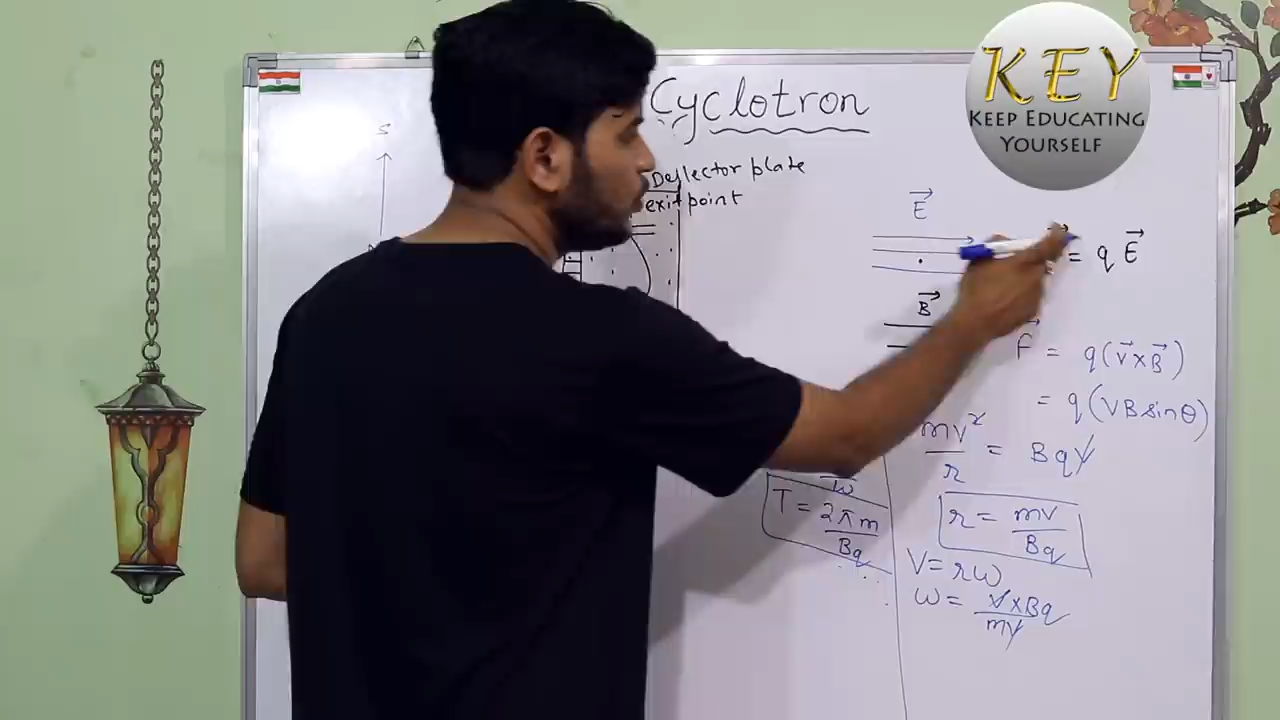 Cyclotron
KEY
KEEP EDUCATING
YOURSELF
S
Deflector plate
exit point
E⃗
= q E⃗
B⃗
F⃗ = q(V⃗×B⃗)
= q(VB sinθ)
mv²/r = BqV
r = mv/Bq
ω
T = 2πm/Bq
V = rω
ω = V×Bq/mV